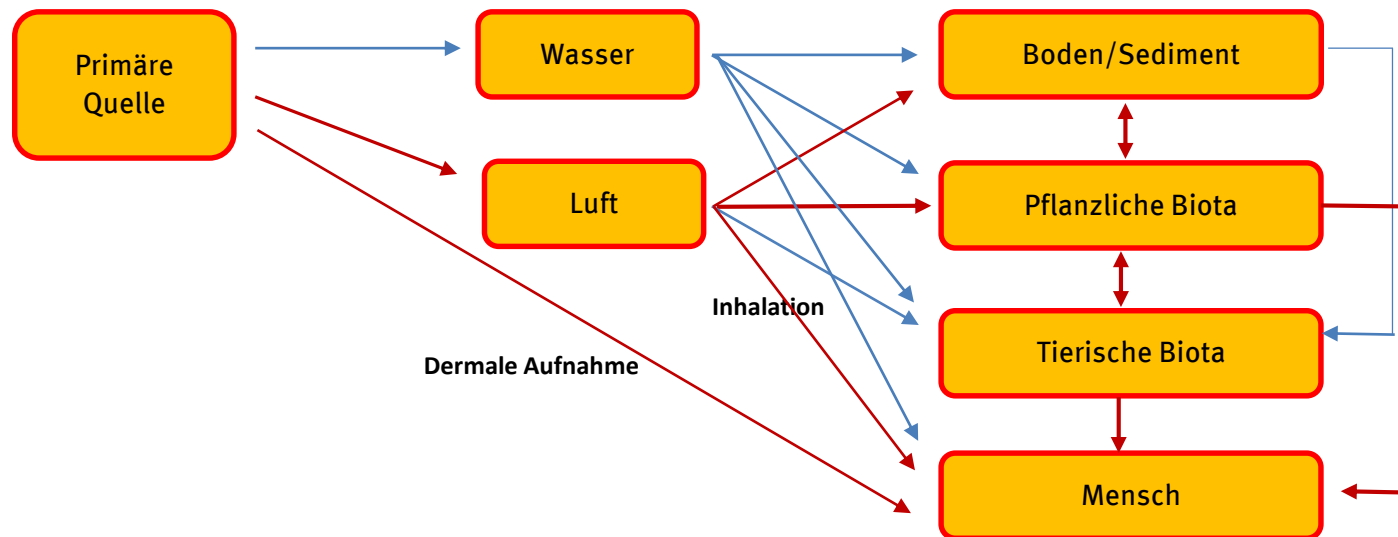 Primäre
Quelle
Wasser
Boden/Sediment
Luft
Pflanzliche Biota
Inhalation
Tierische Biota
Dermale Aufnahme
Mensch